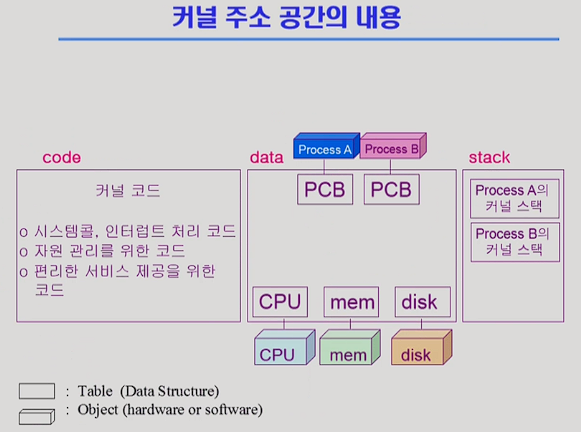 커널 주소 공간의 내용
code
커널 코드
o 시스템콜, 인터럽트 처리 코드
o 자원 관리를 위한 코드
o 편리한 서비스 제공을 위한
코드
data
Process A
Process B
PCB
PCB
CPU
mem
disk
CPU
mem
disk
stack
Process A의
커널 스택
Process B의
커널 스택
: Table (Data Structure)
: Object (hardware or software)